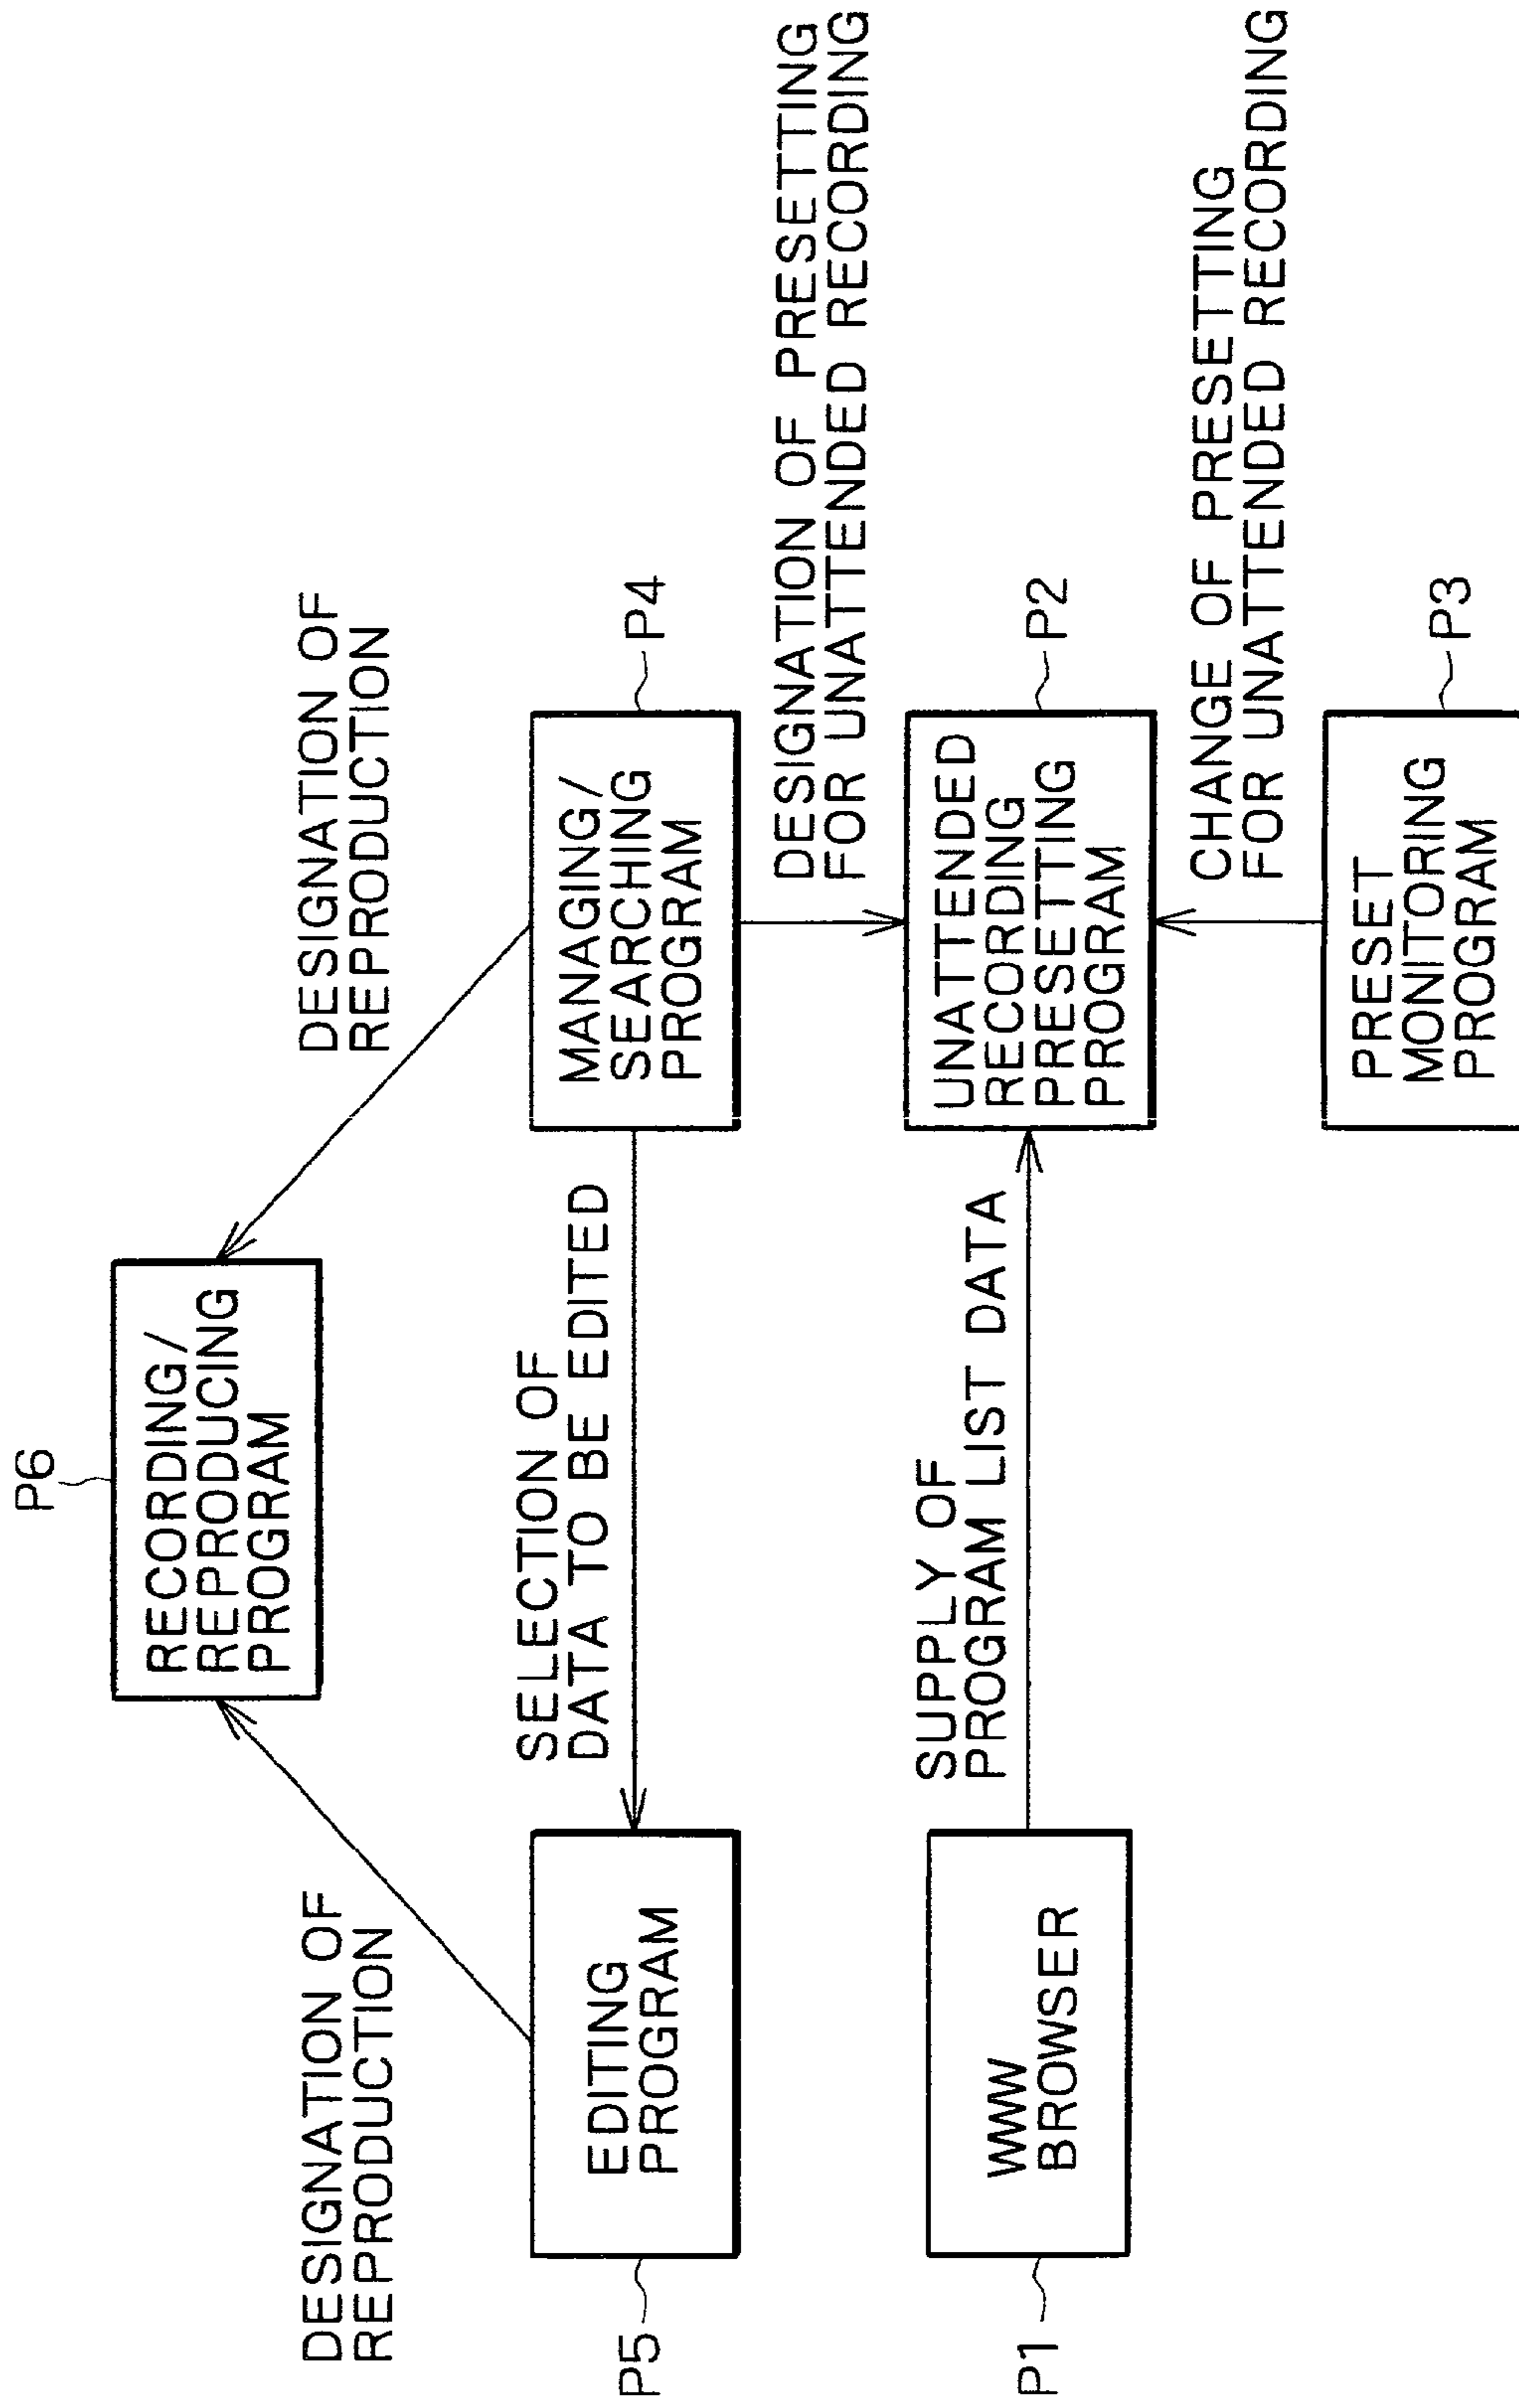 P6
RECORDING/
REPRODUCING
PROGRAM
DESIGNATION OF
REPRODUCTION
DESIGNATION OF
REPRODUCTION
P5
EDITING
PROGRAM
SELECTION OF
DATA TO BE EDITED
MANAGING/
SEARCHING
PROGRAM
P4
DESIGNATION OF PRESETTING
FOR UNATTENDED RECORDING
P1
WWW
BROWSER
SUPPLY OF
PROGRAM LIST DATA
UNATTENDED
RECORDING
PRESETTING
PROGRAM
P2
CHANGE OF PRESETTING
FOR UNATTENDED RECORDING
PRESET
MONITORING
PROGRAM
P3